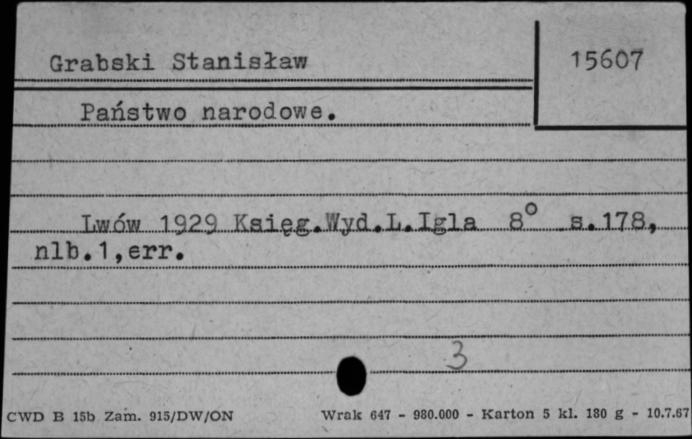 Grabski Stanisław
15607
Państwo narodowe.
Lwów 1929 Księg.Wyd.L.Igla 8° s.178,
nlb.1,err.
3
CWD B 15b Zam. 915/DW/ON Wrak 647 - 980.000 - Karton 5 kl. 180 g - 10.7.67